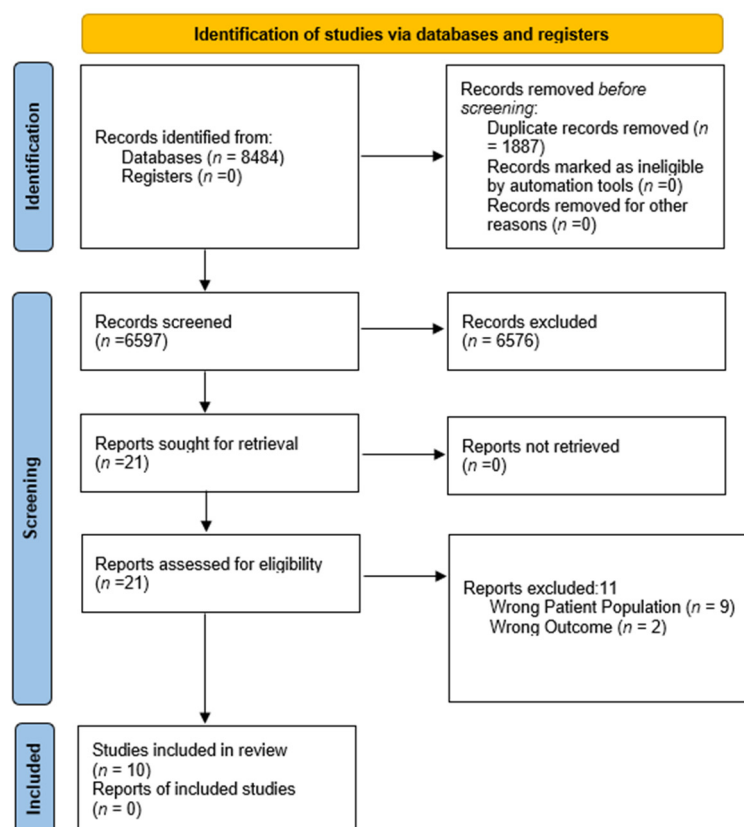 Identification of studies via databases and registers
Identification
Records identified from:
Databases (n = 8484)
Registers (n =0)
Records removed before
screening:
Duplicate records removed (n
= 1887)
Records marked as ineligible
by automation tools (n =0)
Records removed for other
reasons (n =0)
Screening
Records screened
(n =6597)
Records excluded
(n = 6576)
Reports sought for retrieval
(n =21)
Reports not retrieved
(n =0)
Reports assessed for eligibility
(n =21)
Reports excluded:11
Wrong Patient Population (n = 9)
Wrong Outcome (n = 2)
Included
Studies included in review
(n = 10)
Reports of included studies
(n = 0)